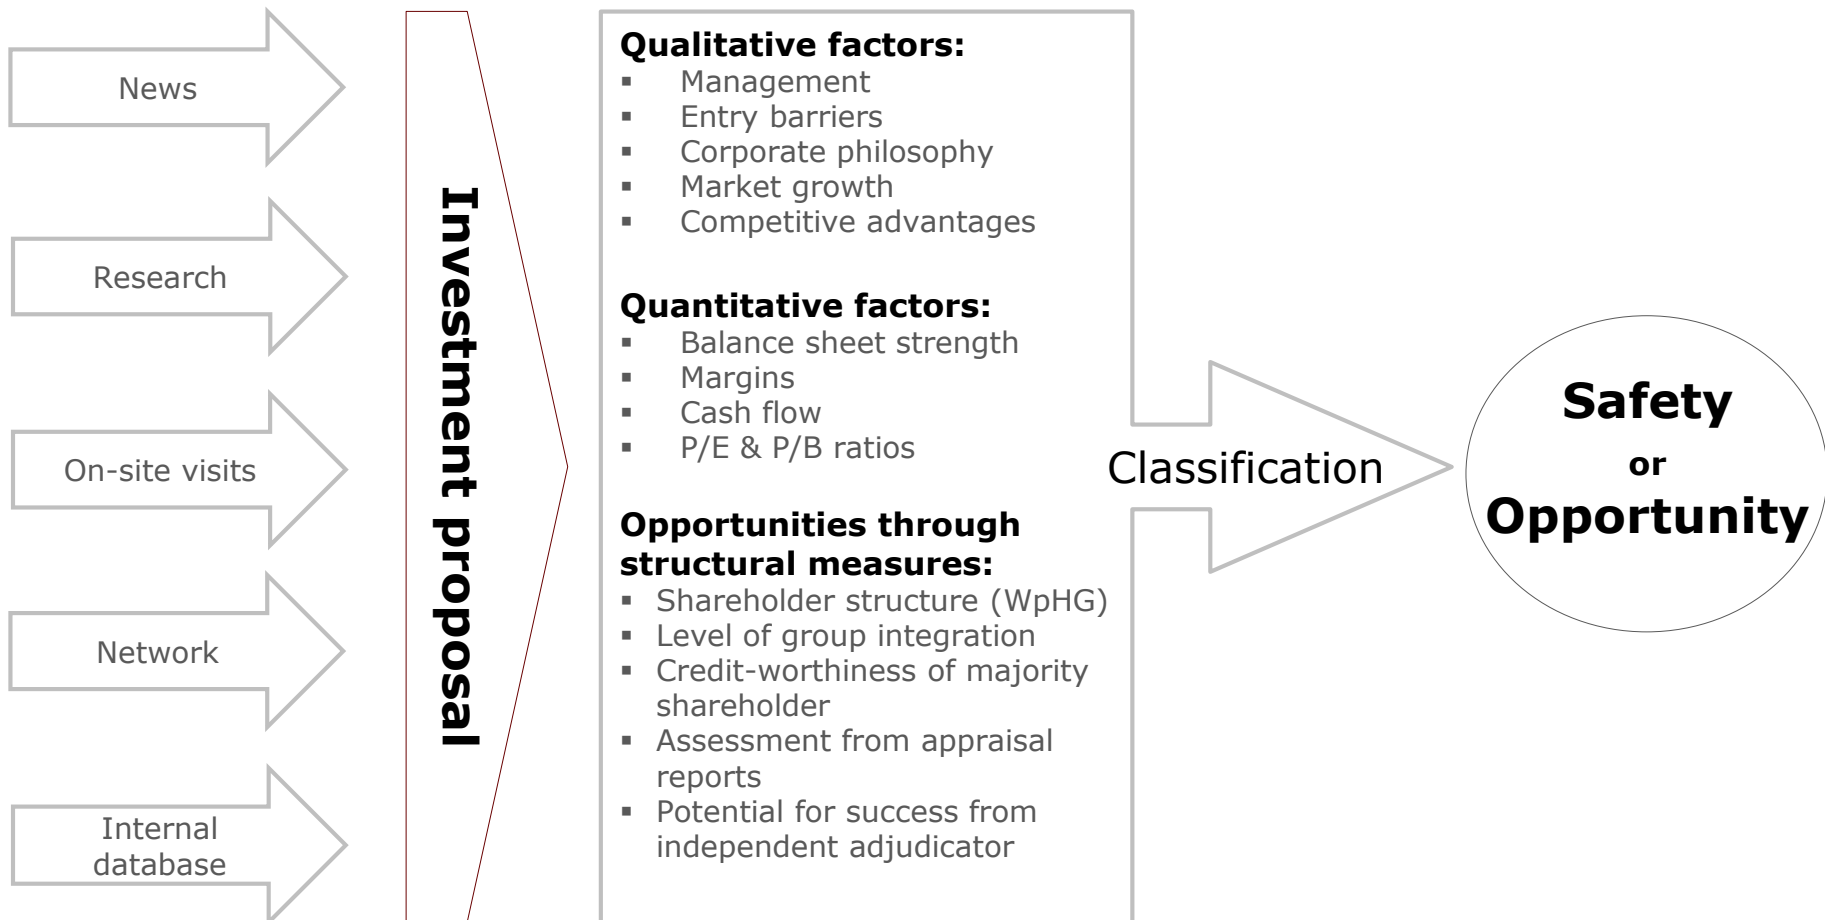 News
Research
On-site visits
Network
Internal
database
Investment proposal
Qualitative factors:
▪ Management
▪ Entry barriers
▪ Corporate philosophy
▪ Market growth
▪ Competitive advantages
Quantitative factors:
▪ Balance sheet strength
▪ Margins
▪ Cash flow
▪ P/E & P/B ratios
Opportunities through
structural measures:
▪ Shareholder structure (WpHG)
▪ Level of group integration
▪ Credit-worthiness of majority
shareholder
▪ Assessment from appraisal
reports
▪ Potential for success from
independent adjudicator
Classification
Safety
or
Opportunity